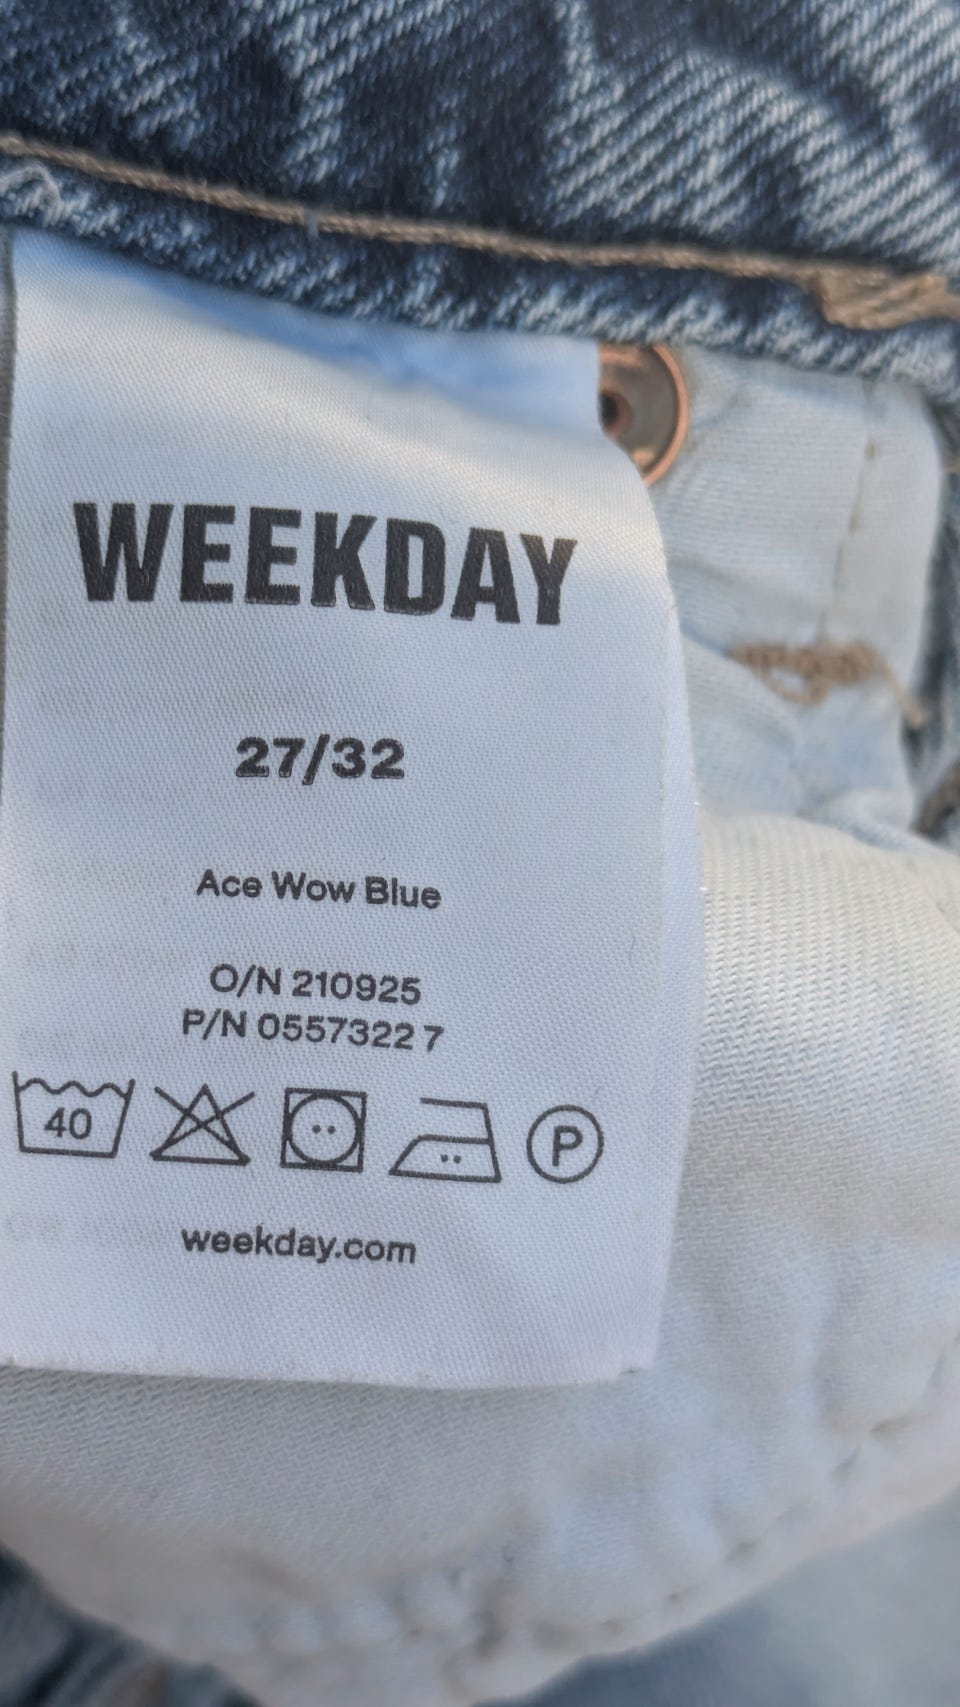 WEEKDAY
27/32
Ace Wow Blue
O/N 210925
P/N 0557322 7
40
P
weekday.com